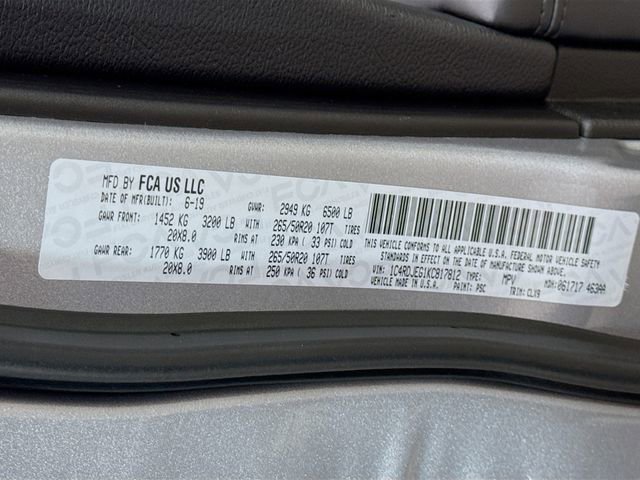 MFD BY FCA US LLC
DATE OF MFR(BUILT): 6-19 GVWR: 2949 KG 6500 LB
GAWR FRONT: 1452 KG 3200 LB WITH 265/50R20 107T TIRES
20X8.0 RIMS AT 230 KPA ( 33 PSI) COLD
GAWR REAR: 1770 KG 3900 LB WITH 265/50R20 107T TIRES
20X8.0 RIMS AT 250 KPA ( 36 PSI) COLD
THIS VEHICLE CONFORMS TO ALL APPLICABLE U.S.A. FEDERAL MOTOR VEHICLE SAFETY
STANDARDS IN EFFECT ON THE DATE OF MANUFACTURE SHOWN ABOVE.
VIN: 1C4RDJEG1KC817812 TYPE: MPV MDH: 061717 463AA
VEHICLE MADE IN U.S.A. PAINT: PSC TRIM: CLX9